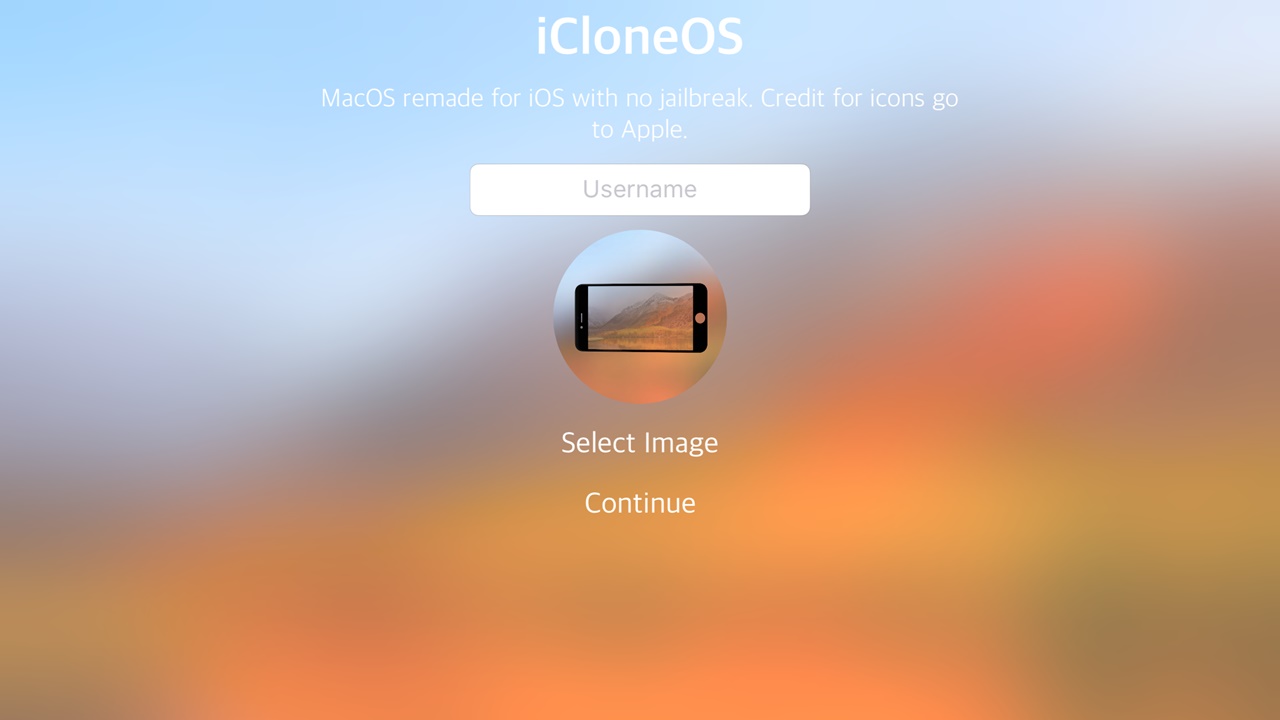 iCloneOS
MacOS remade for iOS with no jailbreak. Credit for icons go
to Apple.
Username
Select Image
Continue